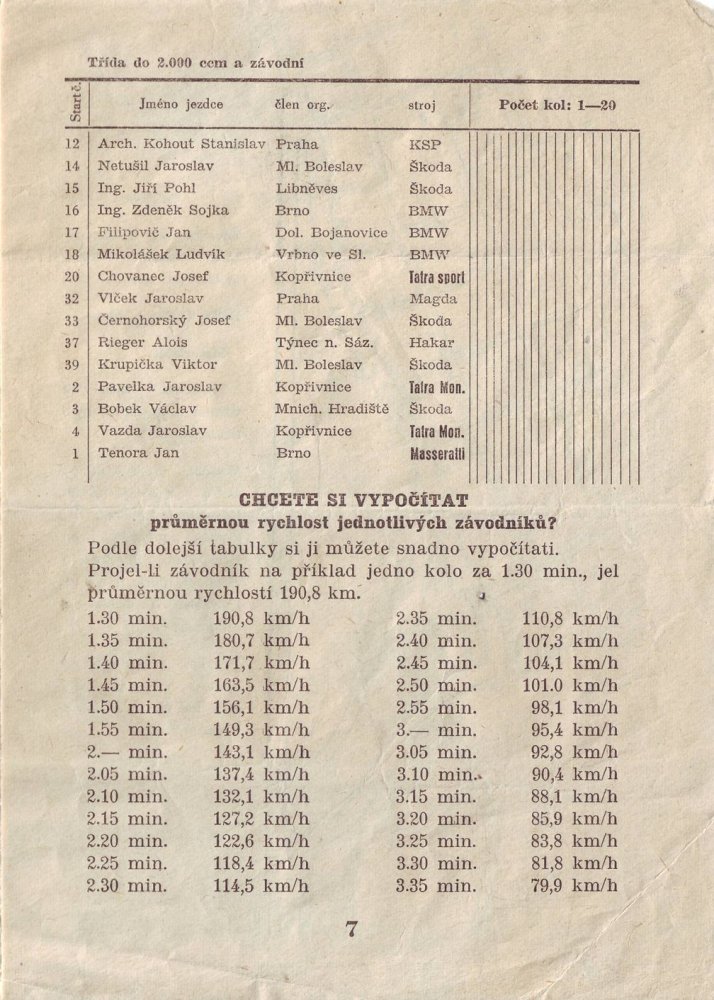 Třída do 2.000 ccm a závodní
Start č. Jméno jezdce člen org. stroj Počet kol: 1—20
12 Arch. Kohout Stanislav Praha KSP
14 Netušil Jaroslav Ml. Boleslav Škoda
15 Ing. Jiří Pohl Libněves Škoda
16 Ing. Zdeněk Sojka Brno BMW
17 Filipovič Jan Dol. Bojanovice BMW
18 Mikolášek Ludvík Vrbno ve Sl. BMW
20 Chovanec Josef Kopřivnice Tatra sport
32 Vlček Jaroslav Praha Magda
33 Černohorský Josef Ml. Boleslav Škoda
37 Rieger Alois Týnec n. Sáz. Hakar
39 Krupička Viktor Ml. Boleslav Škoda
2 Pavelka Jaroslav Kopřivnice Tatra Mon.
3 Bobek Václav Mnich. Hradiště Škoda
4 Vazda Jaroslav Kopřivnice Tatra Mon.
1 Tenora Jan Brno Masseratti
CHCETE SI VYPOČÍTAT
průměrnou rychlost jednotlivých závodníků?
Podle dolejší tabulky si ji můžete snadno vypočítati.
Projel-li závodník na příklad jedno kolo za 1.30 min., jel
průměrnou rychlostí 190,8 km.
1.30 min. 190,8 km/h 2.35 min. 110,8 km/h
1.35 min. 180,7 km/h 2.40 min. 107,3 km/h
1.40 min. 171,7 km/h 2.45 min. 104,1 km/h
1.45 min. 163,5 km/h 2.50 min. 101.0 km/h
1.50 min. 156,1 km/h 2.55 min. 98,1 km/h
1.55 min. 149,3 km/h 3.— min. 95,4 km/h
2.— min. 143,1 km/h 3.05 min. 92,8 km/h
2.05 min. 137,4 km/h 3.10 min. 90,4 km/h
2.10 min. 132,1 km/h 3.15 min. 88,1 km/h
2.15 min. 127,2 km/h 3.20 min. 85,9 km/h
2.20 min. 122,6 km/h 3.25 min. 83,8 km/h
2.25 min. 118,4 km/h 3.30 min. 81,8 km/h
2.30 min. 114,5 km/h 3.35 min. 79,9 km/h
7